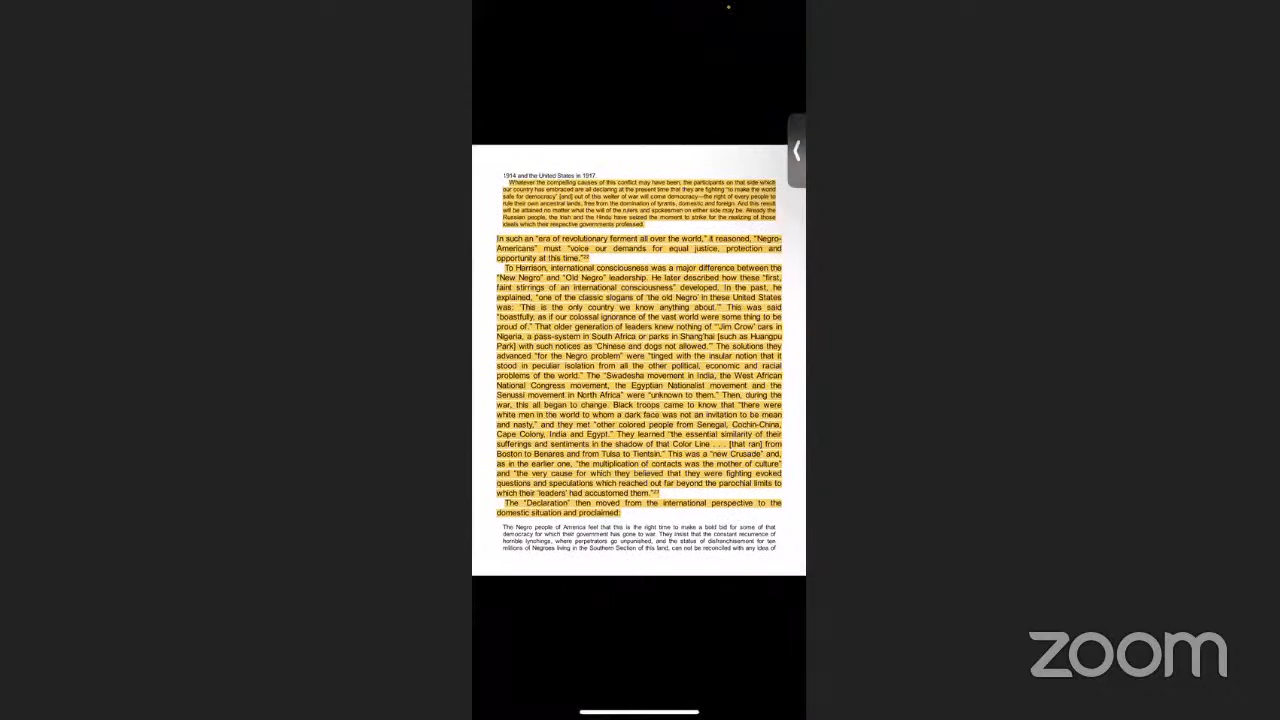 1914 and the United States in 1917.
Whatever the compelling causes of this conflict may have been, the participants on that side which
our country has embraced are all declaring at the present time that they are fighting "to make the world
safe for democracy" [and] out of this welter of war will some democracy—the right of every people to
rule their own ancestral lands, free from the domination of tyrants, domestic and foreign. And this result
will be attained no matter what the will of the rulers and spokesmen on either side may be. Already the
Russian people, the Irish and the Hindu have seized the moment to strike for the realizing of those
ideals which their respective governments professed.
In such an "era of revolutionary ferment all over the world," it reasoned, "Negro-
Americans" must "voice our demands for equal justice, protection and
opportunity at this time."²²
To Harrison, international consciousness was a major difference between the
"New Negro" and "Old Negro" leadership. He later described how these "first,
faint stirrings of an international consciousness" developed. In the past, he
explained, "one of the classic slogans of 'the old Negro' in these United States
was: 'This is the only country we know anything about.'" This was said
"boastfully, as if our colossal ignorance of the vast world were some thing to be
proud of." That older generation of leaders knew nothing of "'Jim Crow' cars in
Nigeria, a pass-system in South Africa or parks in Shang'hai [such as Huangpu
Park] with such notices as 'Chinese and dogs not allowed.'" The solutions they
advanced "for the Negro problem" were "tinged with the insular notion that it
stood in peculiar isolation from all the other political, economic and racial
problems of the world." The "Swadesha movement in India, the West African
National Congress movement, the Egyptian Nationalist movement and the
Senussi movement in North Africa" were "unknown to them." Then, during the
war, this all began to change. Black troops came to know that "there were
white men in the world to whom a dark face was not an invitation to be mean
and nasty," and they met "other colored people from Senegal, Cochin-China,
Cape Colony, India and Egypt." They learned "the essential similarity of their
sufferings and sentiments in the shadow of that Color Line . . . [that ran] from
Boston to Benares and from Tulsa to Tientsin." This was a "new Crusade" and,
as in the earlier one, "the multiplication of contacts was the mother of culture"
and "the very cause for which they believed that they were fighting evoked
questions and speculations which reached out far beyond the parochial limits to
which their 'leaders' had accustomed them."²³
The "Declaration" then moved from the international perspective to the
domestic situation and proclaimed:
The Negro people of America feel that this is the right time to make a bold bid for some of that
democracy for which their government has gone to war. They insist that the constant recurrence of
horrible lynchings, where perpetrators go unpunished, and the status of disfranchisement for ten
millions of Negroes living in the Southern Section of this land, can not be reconciled with any idea of
zoom